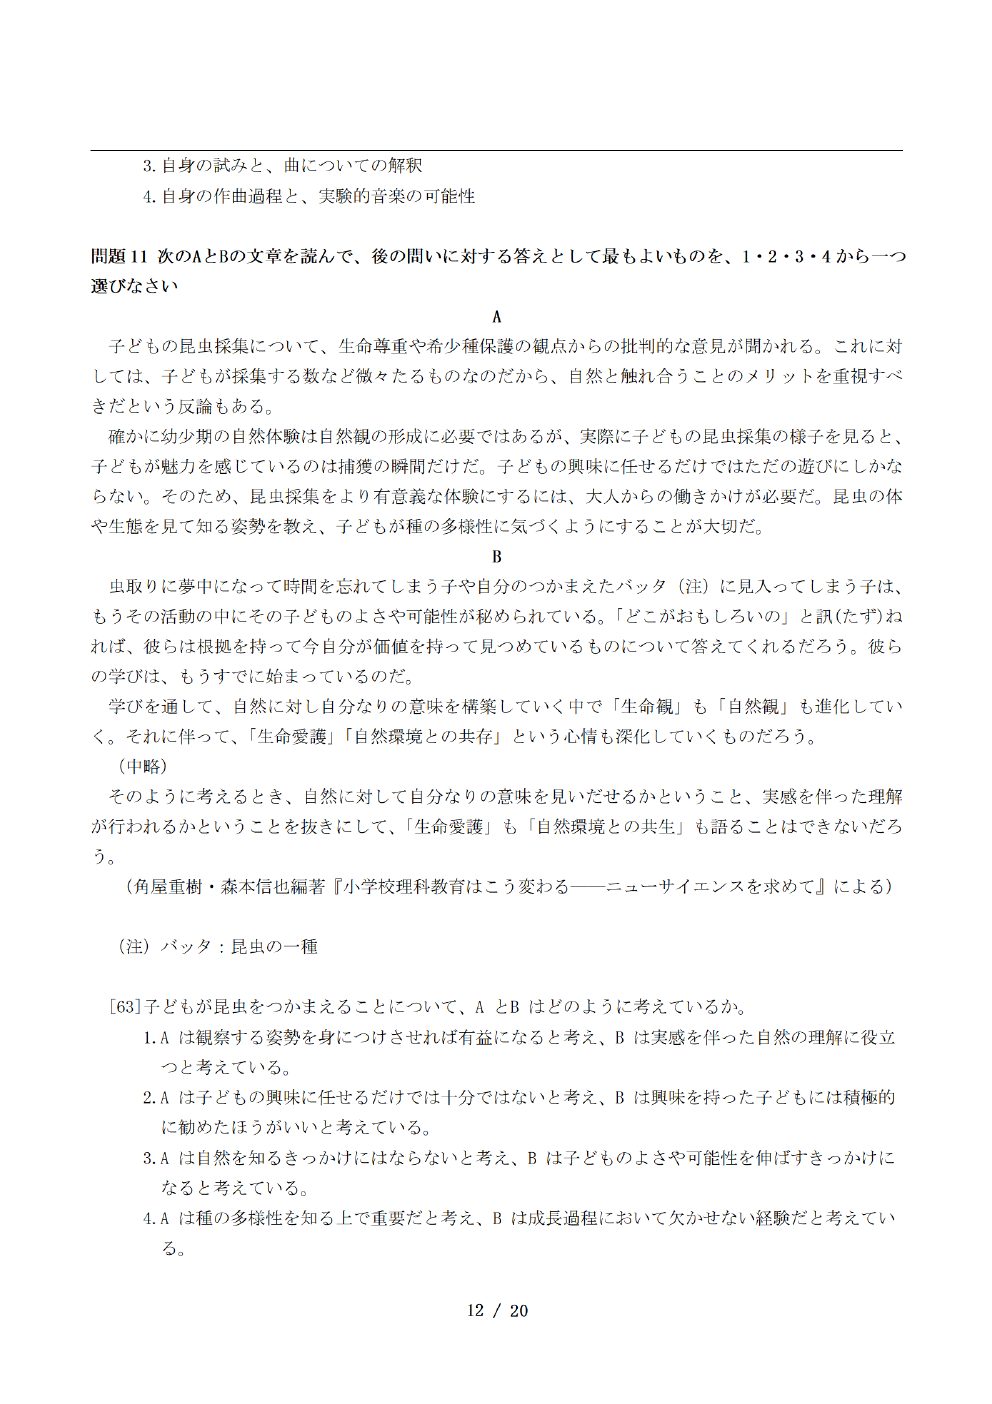 3.自身の試みと、曲についての解釈
4.自身の作曲過程と、実験的音楽の可能性
問題11 次のAとBの文章を読んで、後の問いに対する答えとして最もよいものを、1・2・3・4から一つ
選びなさい
A
子どもの昆虫採集について、生命尊重や希少種保護の観点からの批判的な意見が聞かれる。これに対
しては、子どもが採集する数など微々たるものなのだから、自然と触れ合うことのメリットを重視すべ
きだという反論もある。
確かに幼少期の自然体験は自然観の形成に必要ではあるが、実際に子どもの昆虫採集の様子を見ると、
子どもが魅力を感じているのは捕獲の瞬間だけだ。子どもの興味に任せるだけではただの遊びにしかな
らない。そのため、昆虫採集をより有意義な体験にするには、大人からの働きかけが必要だ。昆虫の体
や生態を見て知る姿勢を教え、子どもが種の多様性に気づくようにすることが大切だ。
B
虫取りに夢中になって時間を忘れてしまう子や自分のつかまえたバッタ（注）に見入ってしまう子は、
もうその活動の中にその子どものよさや可能性が秘められている。「どこがおもしろいの」と訊(たず)ね
れば、彼らは根拠を持って今自分が価値を持って見つめているものについて答えてくれるだろう。彼ら
の学びは、もうすでに始まっているのだ。
学びを通して、自然に対し自分なりの意味を構築していく中で「生命観」も「自然観」も進化してい
く。それに伴って、「生命愛護」「自然環境との共存」という心情も深化していくものだろう。
（中略）
そのように考えるとき、自然に対して自分なりの意味を見いだせるかということ、実感を伴った理解
が行われるかということを抜きにして、「生命愛護」も「自然環境との共生」も語ることはできないだろ
う。
（角屋重樹・森本信也編著『小学校理科教育はこう変わる――ニューサイエンスを求めて』による）
（注）バッタ：昆虫の一種
[63]子どもが昆虫をつかまえることについて、A とB はどのように考えているか。
1.A は観察する姿勢を身につけさせれば有益になると考え、B は実感を伴った自然の理解に役立
つと考えている。
2.A は子どもの興味に任せるだけでは十分ではないと考え、B は興味を持った子どもには積極的
に勧めたほうがいいと考えている。
3.A は自然を知るきっかけにはならないと考え、B は子どものよさや可能性を伸ばすきっかけに
なると考えている。
4.A は種の多様性を知る上で重要だと考え、B は成長過程において欠かせない経験だと考えてい
る。
12 / 20